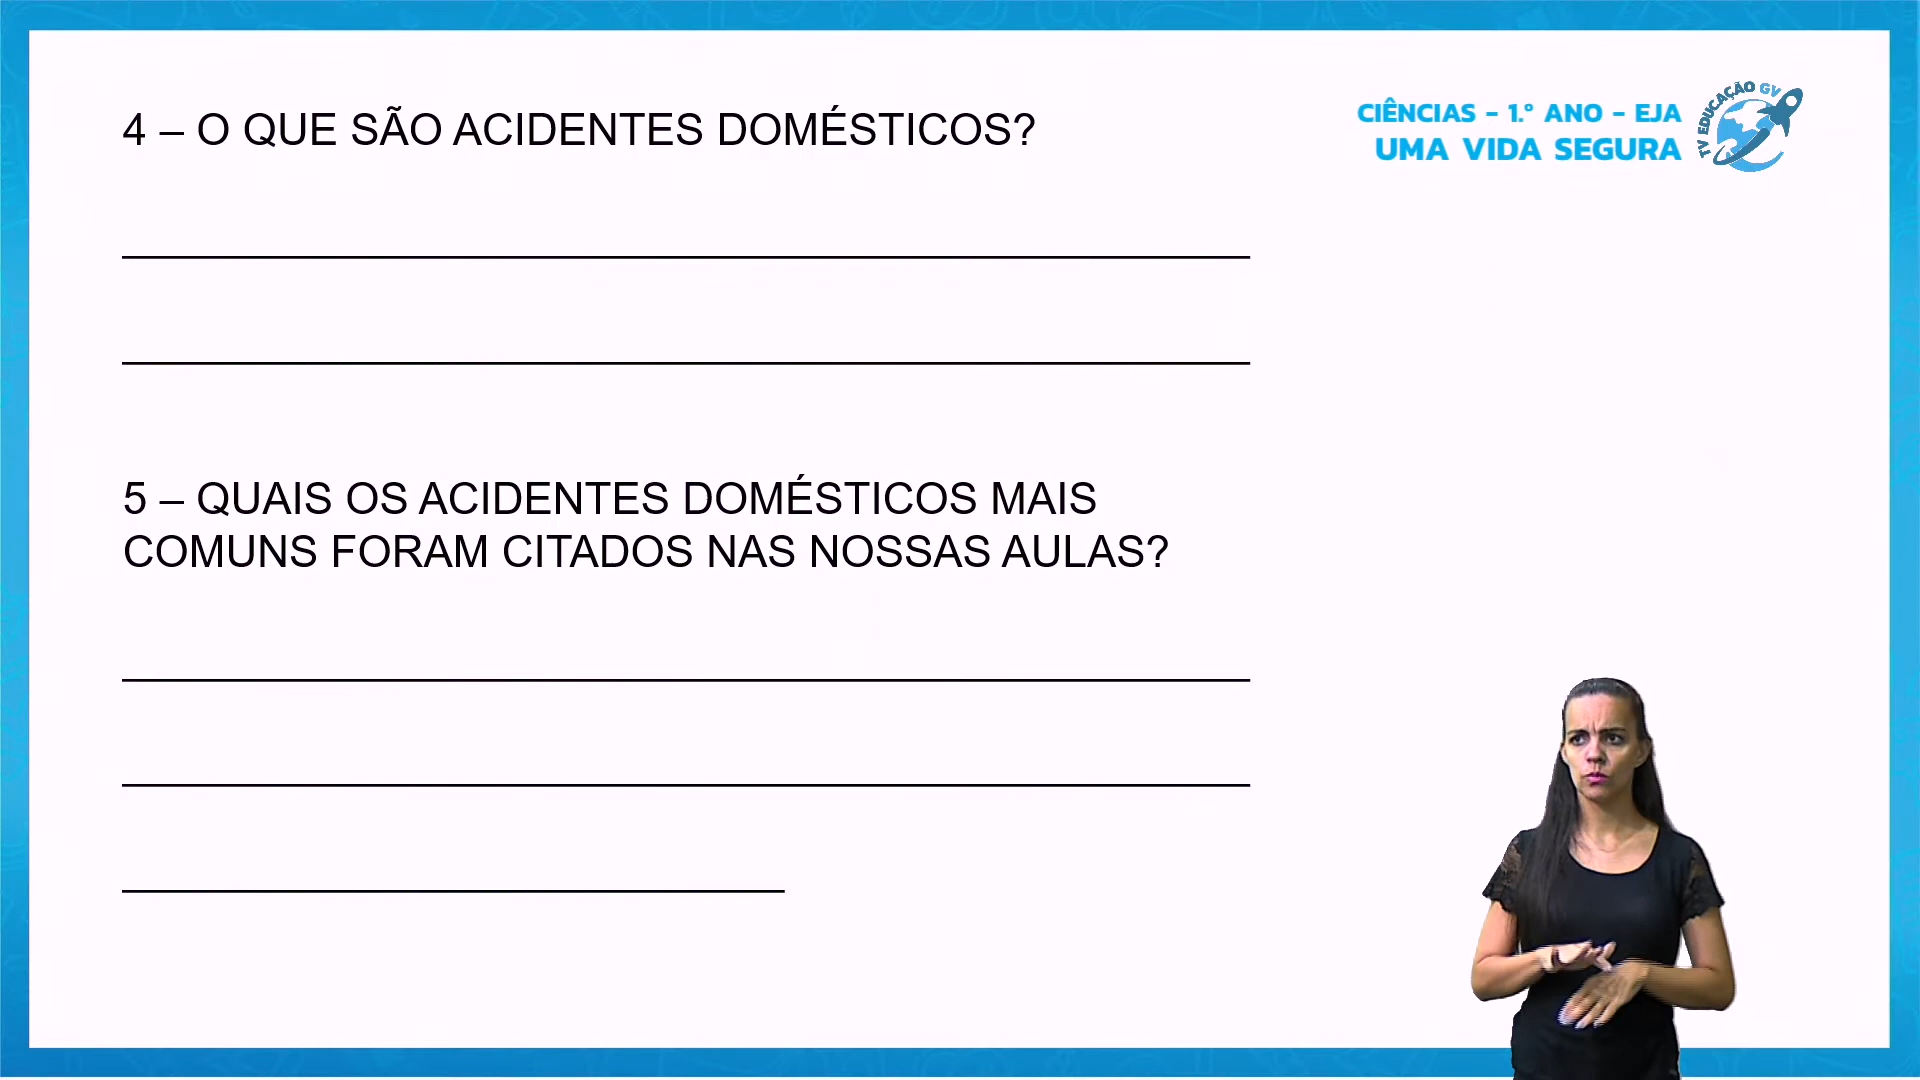 4 – O QUE SÃO ACIDENTES DOMÉSTICOS?
CIÊNCIAS - 1.º ANO - EJA
UMA VIDA SEGURA
TV EDUCAÇÃO GV
5 – QUAIS OS ACIDENTES DOMÉSTICOS MAIS
COMUNS FORAM CITADOS NAS NOSSAS AULAS?